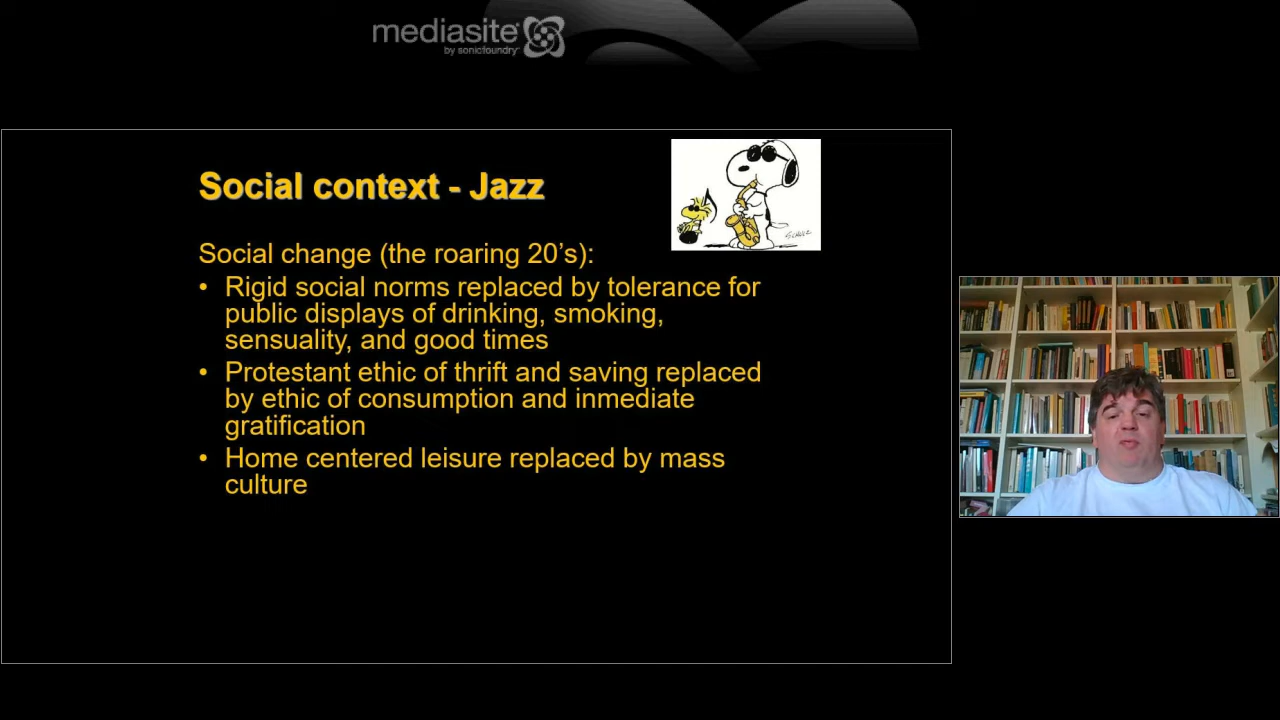 mediasite
by sonicfoundry
Social context - Jazz
Social change (the roaring 20's):
• Rigid social norms replaced by tolerance for
public displays of drinking, smoking,
sensuality, and good times
• Protestant ethic of thrift and saving replaced
by ethic of consumption and inmediate
gratification
• Home centered leisure replaced by mass
culture
SCHULZ